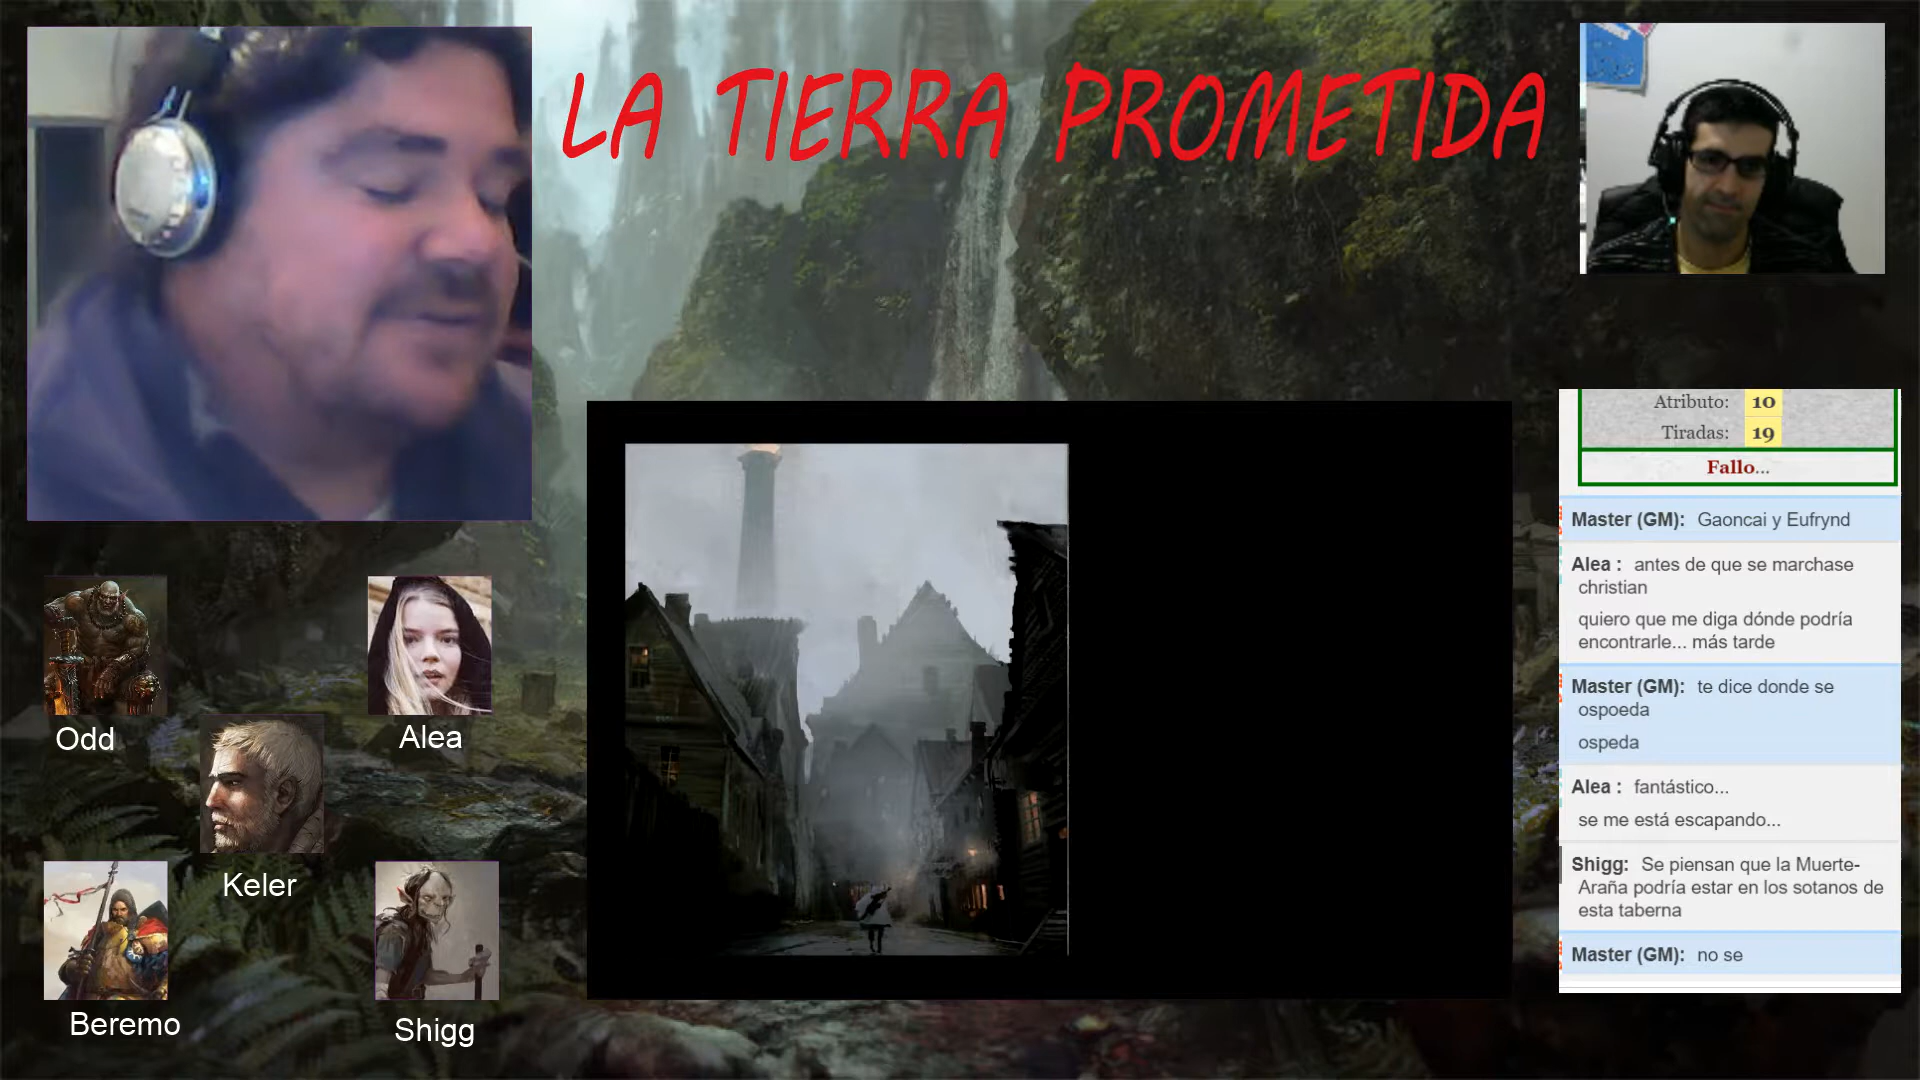 LA TIERRA PROMETIDA
Odd
Alea
Keler
Beremo
Shigg
Atributo: 10
Tiradas: 19
Fallo...
Master (GM): Gaoncai y Eufrynd
Alea : antes de que se marchase
christian
quiero que me diga dónde podría
encontrarle... más tarde
Master (GM): te dice donde se
ospoeda
ospeda
Alea : fantástico...
se me está escapando...
Shigg: Se piensan que la Muerte-
Araña podría estar en los sotanos de
esta taberna
Master (GM): no se